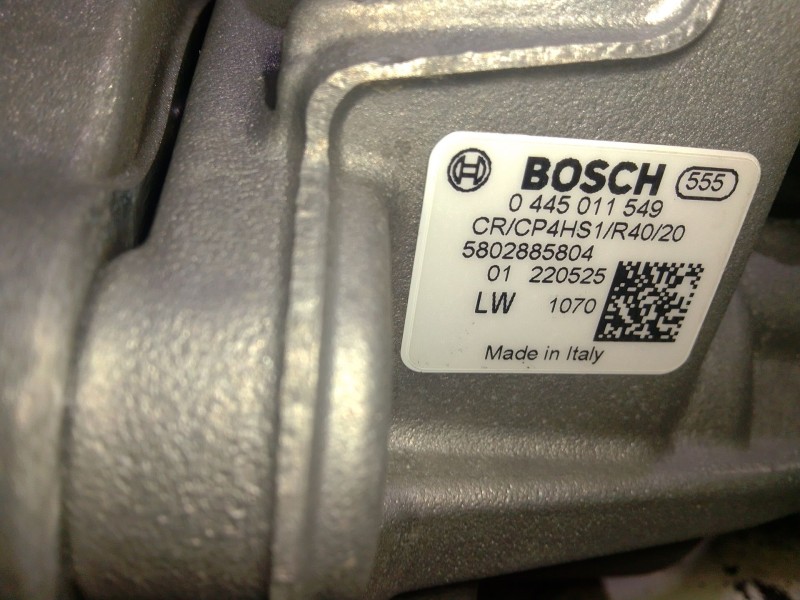 BOSCH 555
0 445 011 549
CR/CP4HS1/R40/20
5802885804
01 220525
LW 1070
Made in Italy